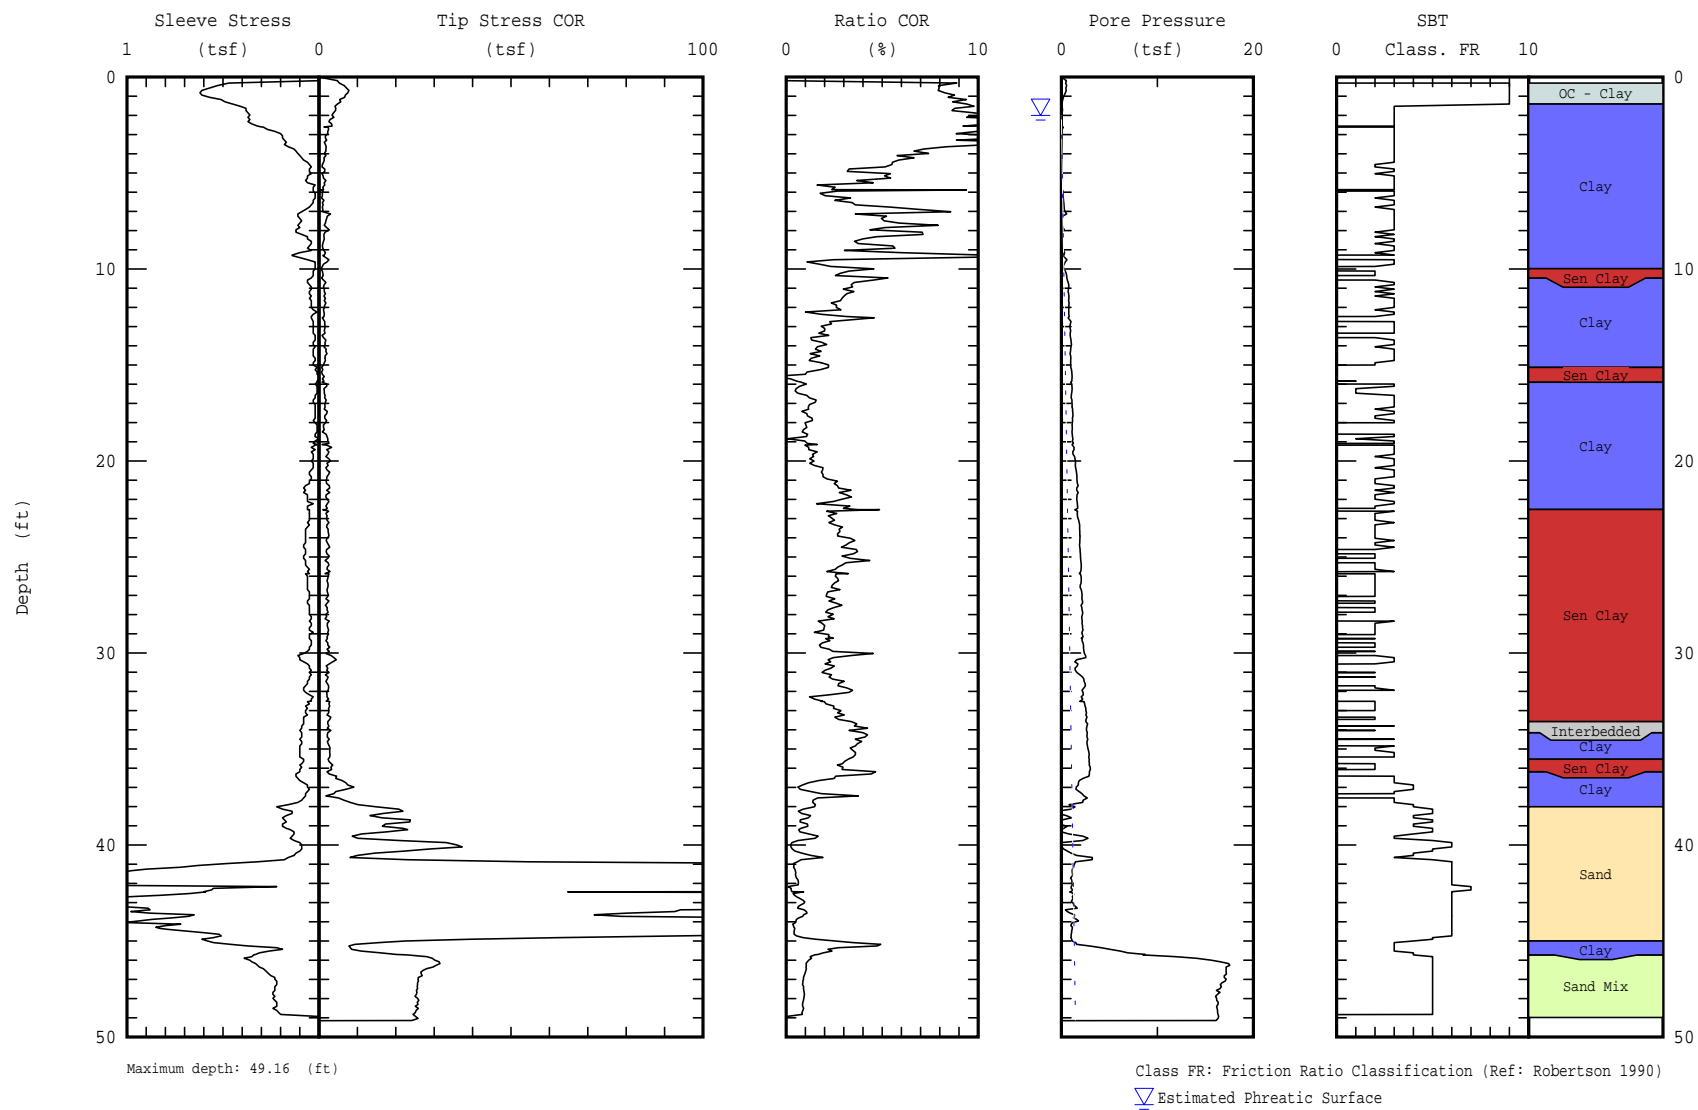 Sleeve Stress Tip Stress COR Ratio COR Pore Pressure SBT
1 (tsf) 0 (tsf) 100 0 (%) 10 0 (tsf) 20 0 Class. FR 10
0 0
OC - Clay
Clay
10 10
Sen Clay
Clay
Sen Clay
Clay
20 20
Depth (ft)
Sen Clay
30 30
Interbedded
Clay
Sen Clay
Clay
40 40
Sand
Clay
Sand Mix
50 50
Maximum depth: 49.16 (ft)
Class FR: Friction Ratio Classification (Ref: Robertson 1990)
Estimated Phreatic Surface